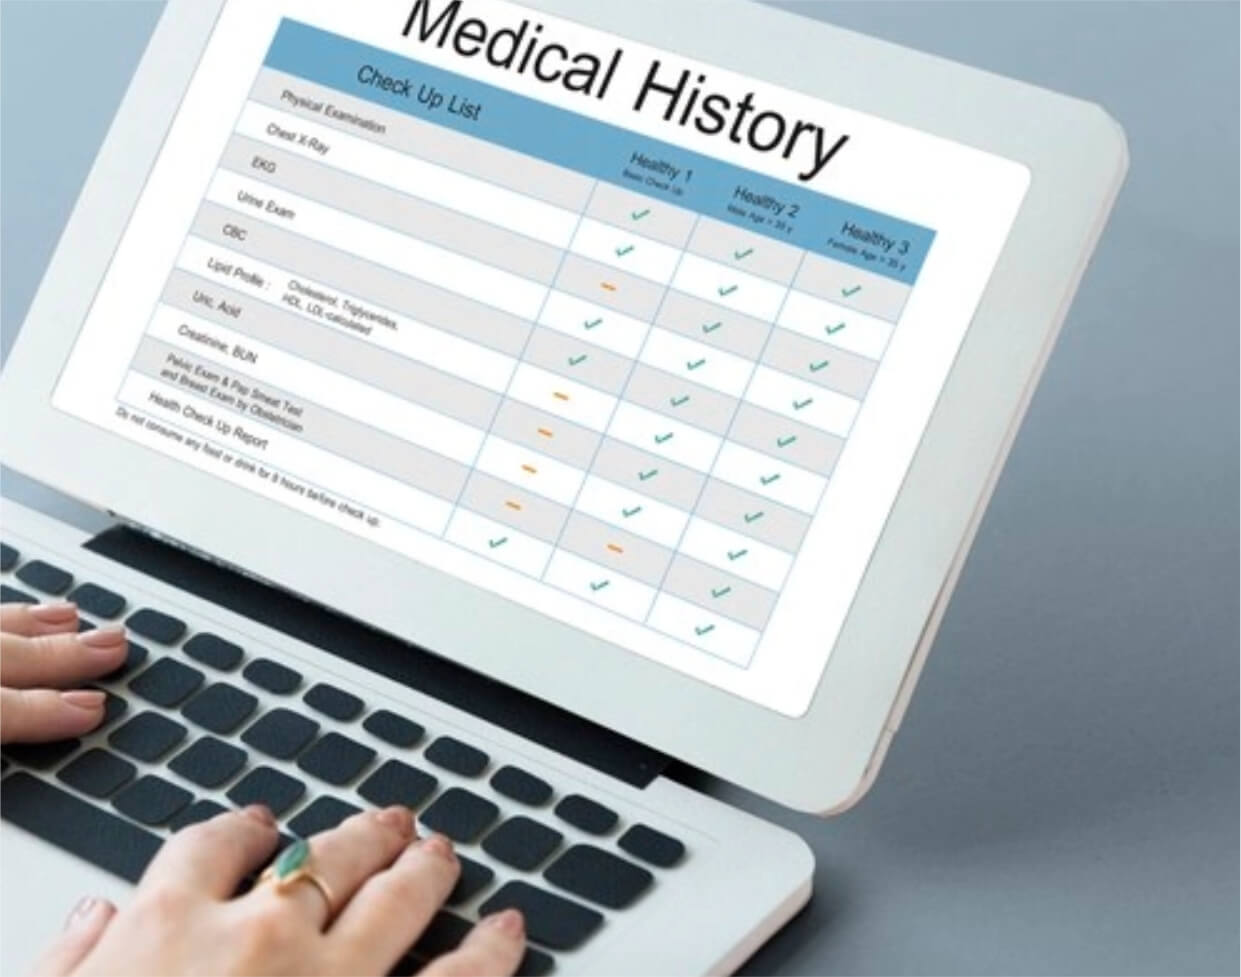 Medical History
Check Up List
Healthy 1
Basic Check Up
Healthy 2
Male Age > 35 y
Healthy 3
Female Age > 35 y
Physical Examination
Chest X-Ray
EKG
Urine Exam
CBC
Lipid Profile : Cholesterol, Triglycerides,
HDL, LDL-calculated
Uric, Acid
Creatinine, BUN
Pelvic Exam & Pap Smeat Test
and Breast Exam by Obstetrician
Health Check Up Report
Do not consume any food or drink for 8 hours before check up.